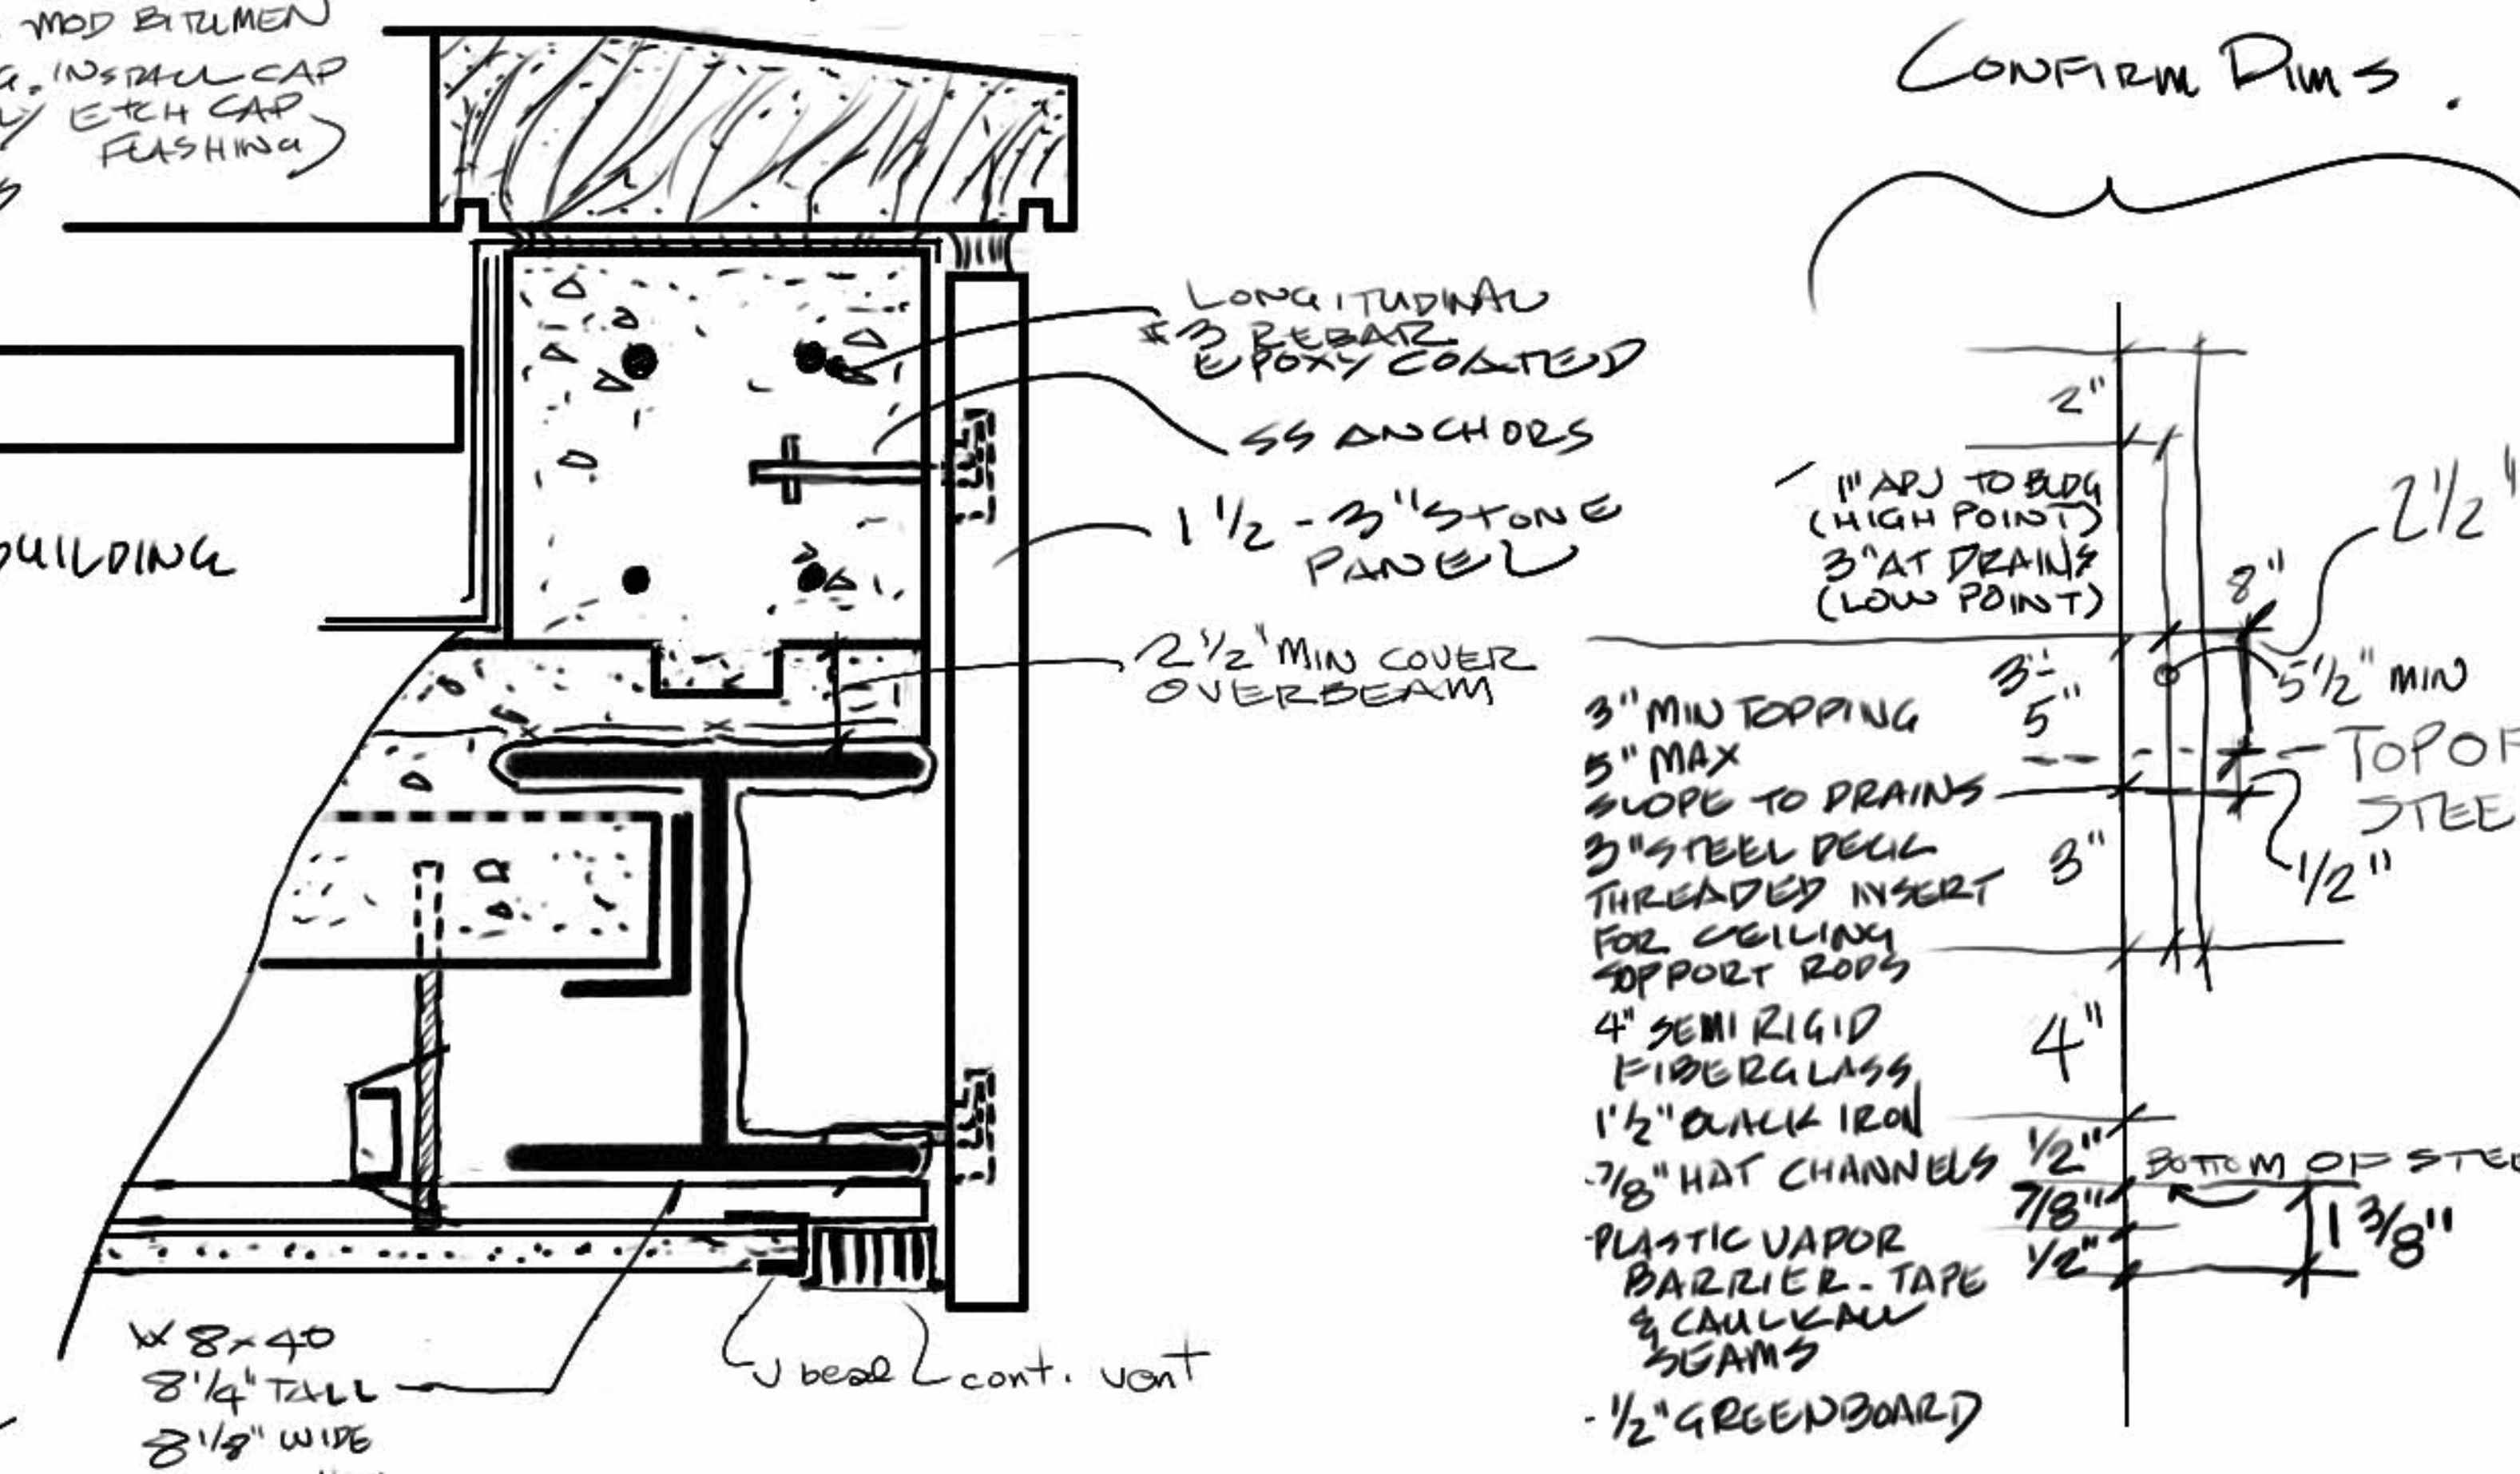 MOD BITUMEN
INSTALL CAP
ETCH CAP
FLASHING)
BUILDING
LONGITUDINAL
#3 REBAR
EPOXY COATED
SS ANCHORS
1 1/2 - 3" STONE
PANEL
2 1/2" MIN COVER
OVER BEAM
W 8x40
8 1/4" TALL
8 1/8" WIDE
J bead
cont. vent
CONFIRM DIMS.
2"
1" ADJ TO BLDG
(HIGH POINT)
3" AT DRAINS
(LOW POINT)
2 1/2"
8"
5 1/2" MIN
3"-
5"
TOP OF
STEE
1/2"
3" MIN TOPPING
5" MAX
SLOPE TO DRAINS
3" STEEL DECK
THREADED INSERT
FOR CEILING
SUPPORT RODS
3"
4" SEMI RIGID
FIBERGLASS
4"
1 1/2" BLACK IRON
-7/8" HAT CHANNELS
1/2"
BOTTOM OF STEE
7/8"
1 3/8"
1/2"
-PLASTIC VAPOR
BARRIER - TAPE
& CAULK ALL
SEAMS
- 1/2" GREENBOARD